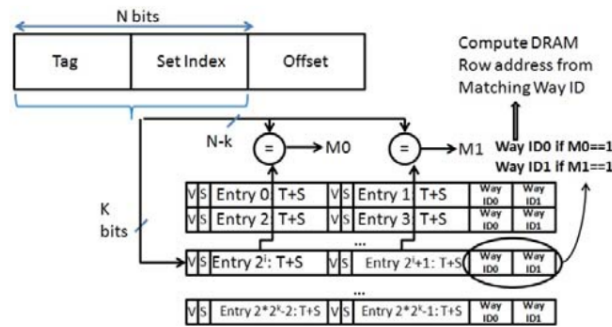 N bits
Tag
Set Index
Offset
Compute DRAM
Row address from
Matching Way ID
N-k
=
M0
=
M1
Way ID0 if M0==1
Way ID1 if M1==1
K
bits
V S Entry 0: T+S V S Entry 1: T+S Way ID0 Way ID1
V S Entry 2: T+S V S Entry 3: T+S Way ID0 Way ID1
...
V S Entry 2ⁱ: T+S V S Entry 2ⁱ+1: T+S Way ID0 Way ID1
...
V S Entry 2*2ᵏ-2: T+S V S Entry 2*2ᵏ-1: T+S Way ID0 Way ID1